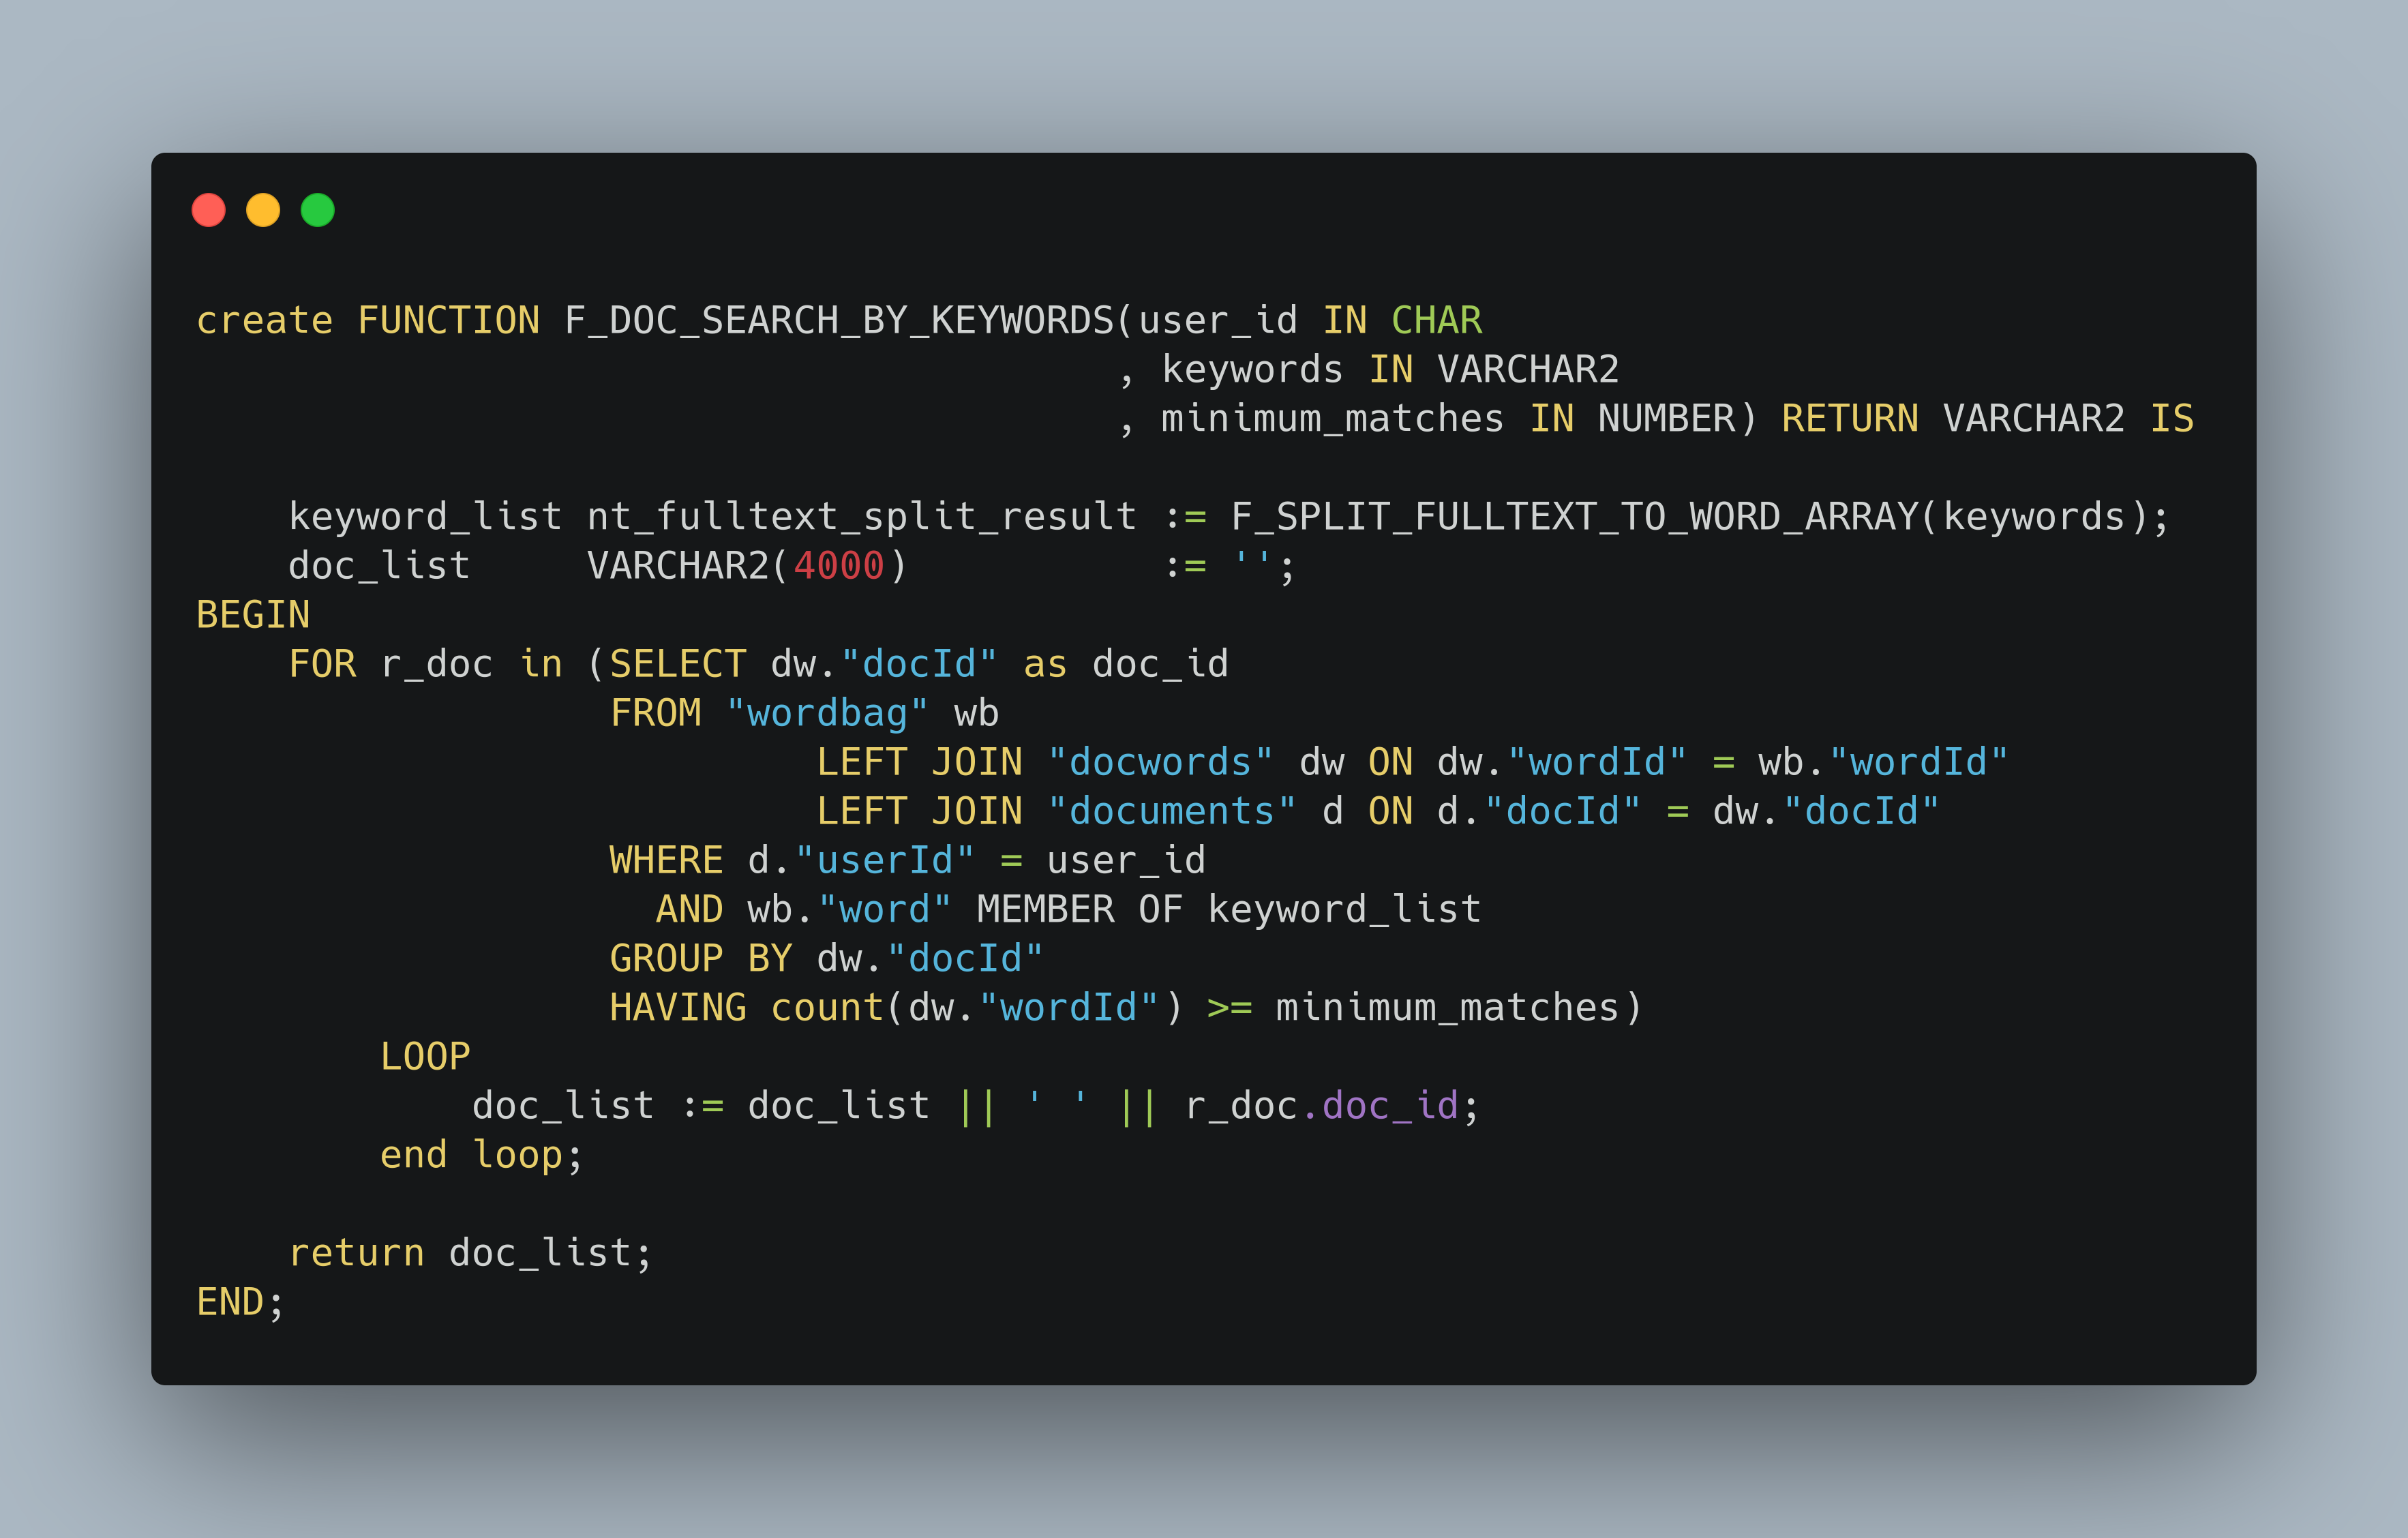 create FUNCTION F_DOC_SEARCH_BY_KEYWORDS(user_id IN CHAR
                                        , keywords IN VARCHAR2
                                        , minimum_matches IN NUMBER) RETURN VARCHAR2 IS

    keyword_list nt_fulltext_split_result := F_SPLIT_FULLTEXT_TO_WORD_ARRAY(keywords);
    doc_list     VARCHAR2(4000)           := '';
BEGIN
    FOR r_doc in (SELECT dw."docId" as doc_id
                  FROM "wordbag" wb
                           LEFT JOIN "docwords" dw ON dw."wordId" = wb."wordId"
                           LEFT JOIN "documents" d ON d."docId" = dw."docId"
                  WHERE d."userId" = user_id
                    AND wb."word" MEMBER OF keyword_list
                  GROUP BY dw."docId"
                  HAVING count(dw."wordId") >= minimum_matches)
        LOOP
            doc_list := doc_list || ' ' || r_doc.doc_id;
        end loop;

    return doc_list;
END;